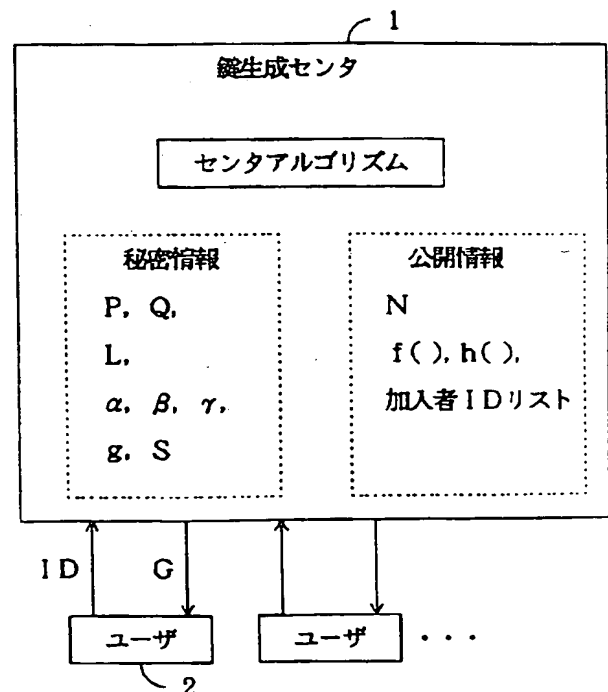 1
鍵生成センタ
センタアルゴリズム
秘密情報
P, Q,
L,
α, β, γ,
g, S
公開情報
N
f( ), h( ),
加入者IDリスト
ID
G
ユーザ
ユーザ
・・・
2